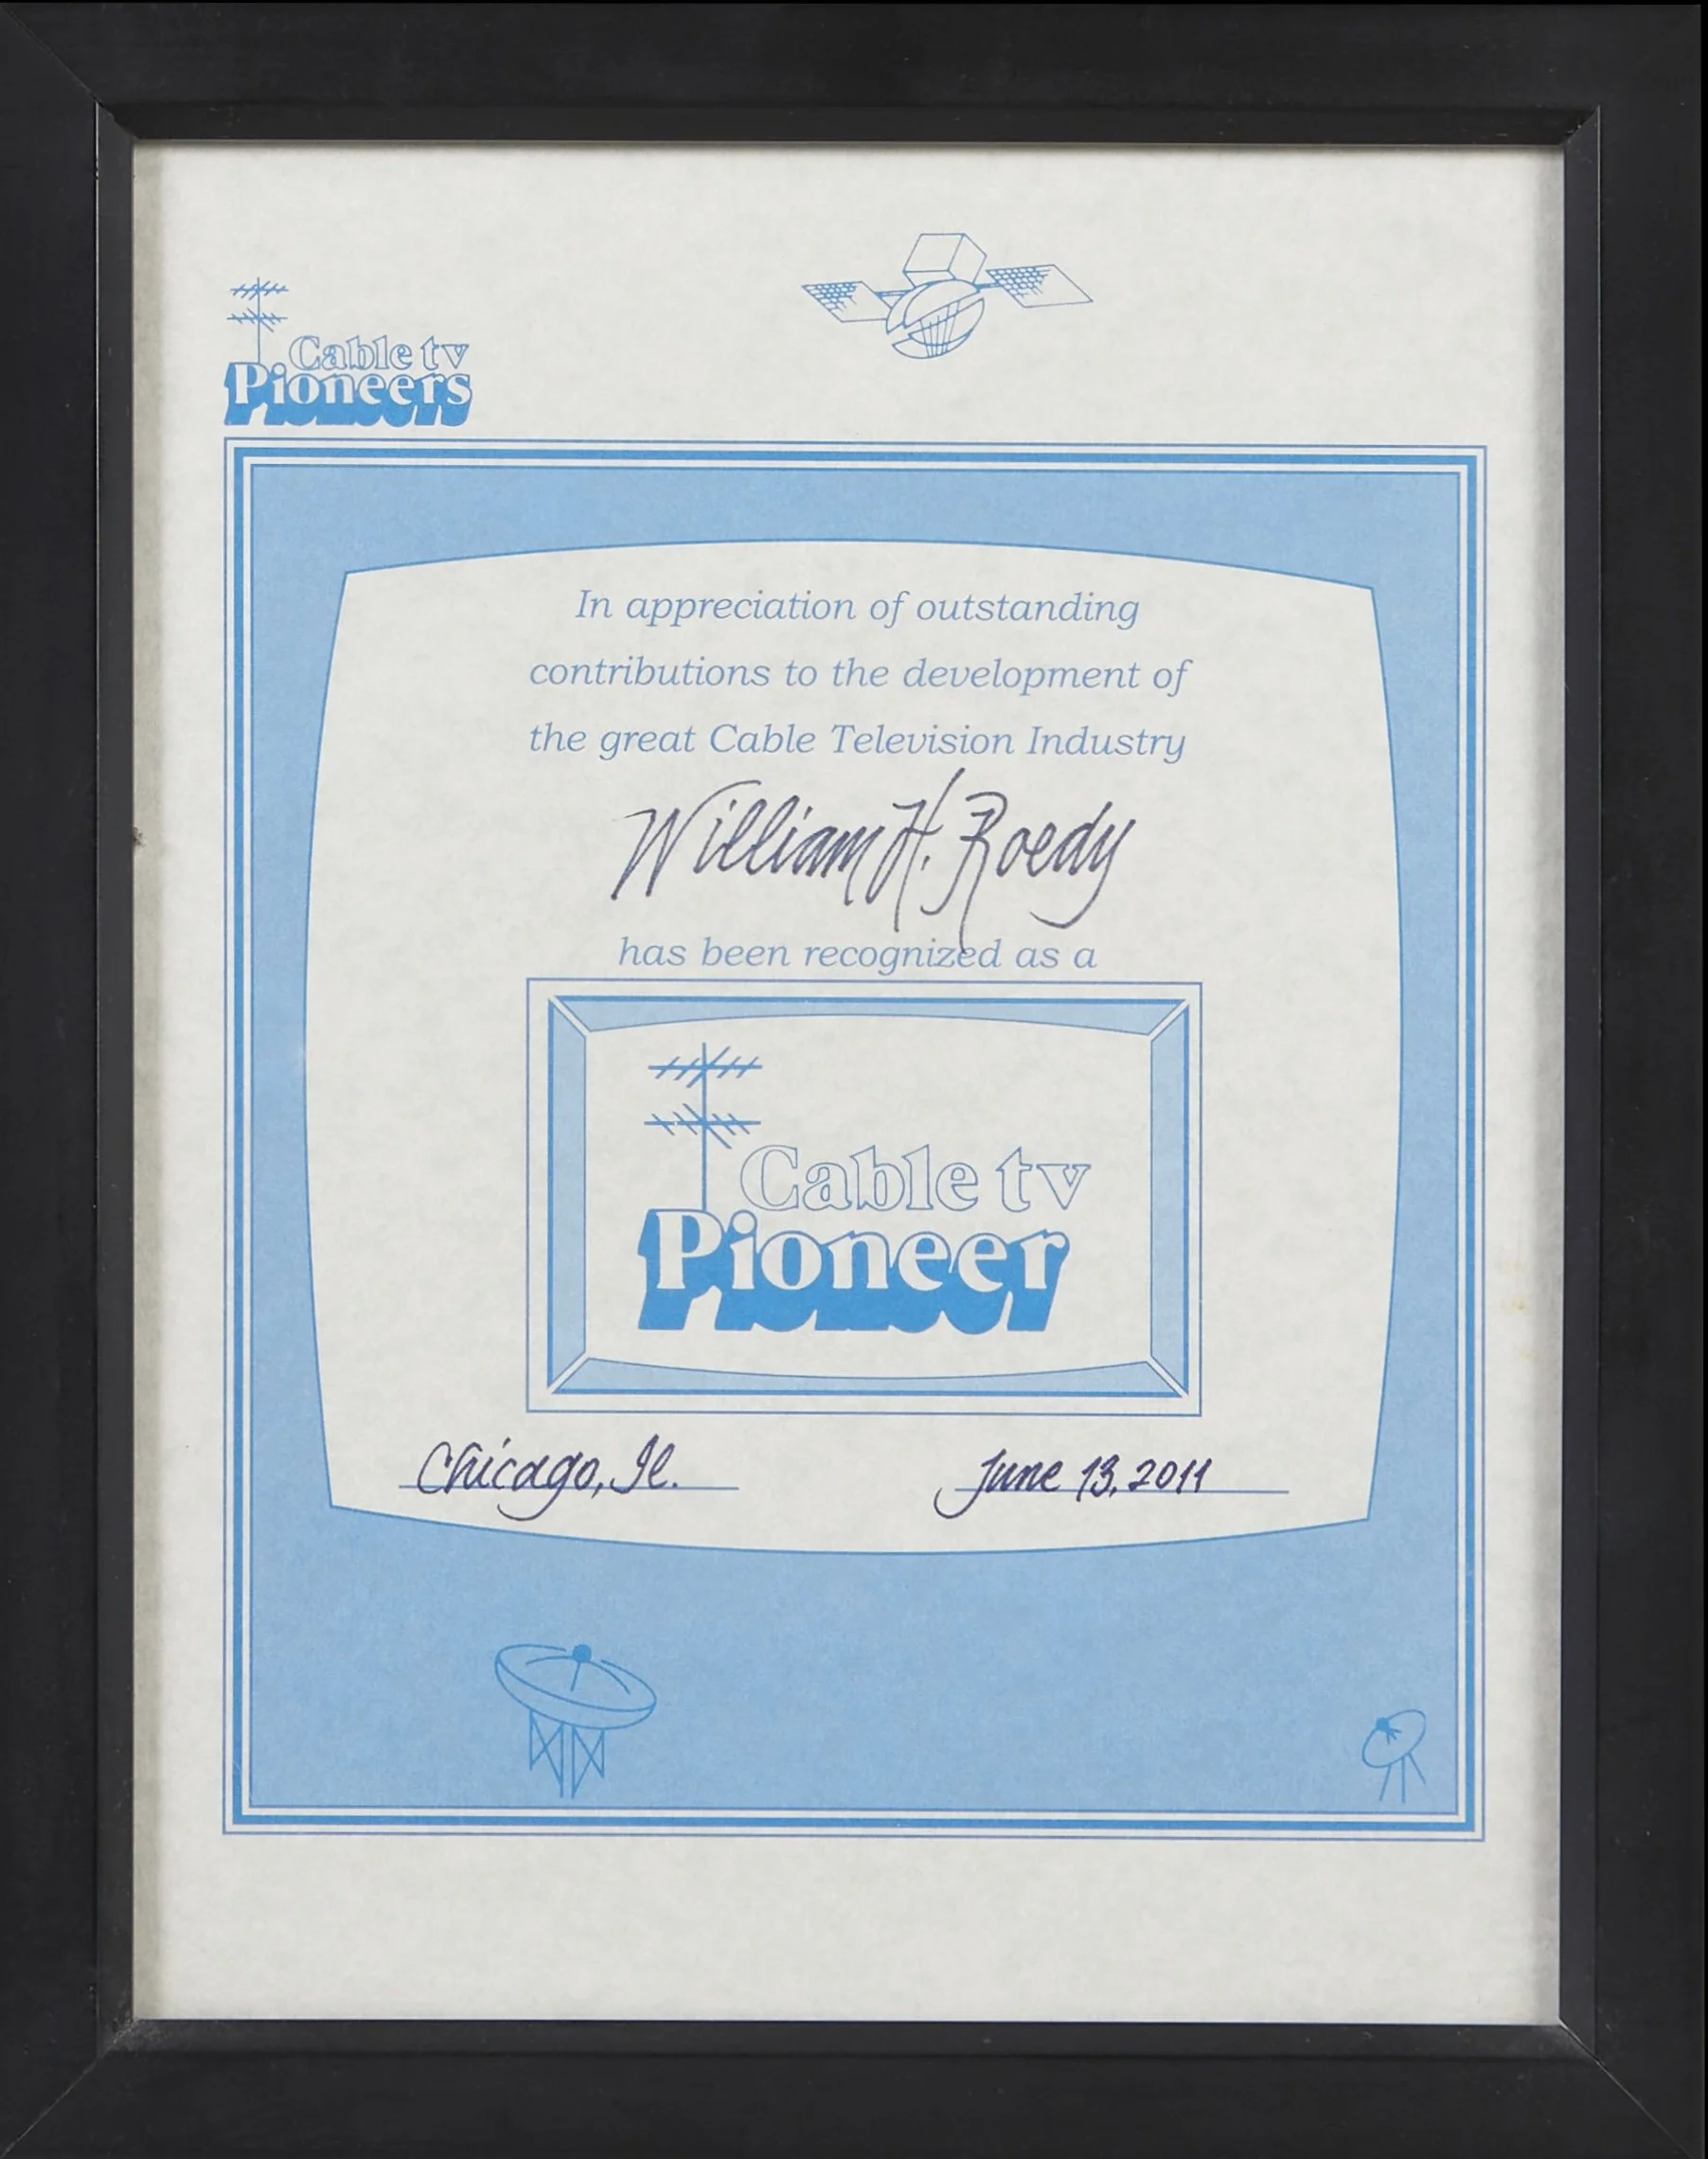 Cable tv
Pioneers
In appreciation of outstanding
contributions to the development of
the great Cable Television Industry
William H. Roedy
has been recognized as a
Cable tv
Pioneer
Chicago, Il.
June 13, 2011